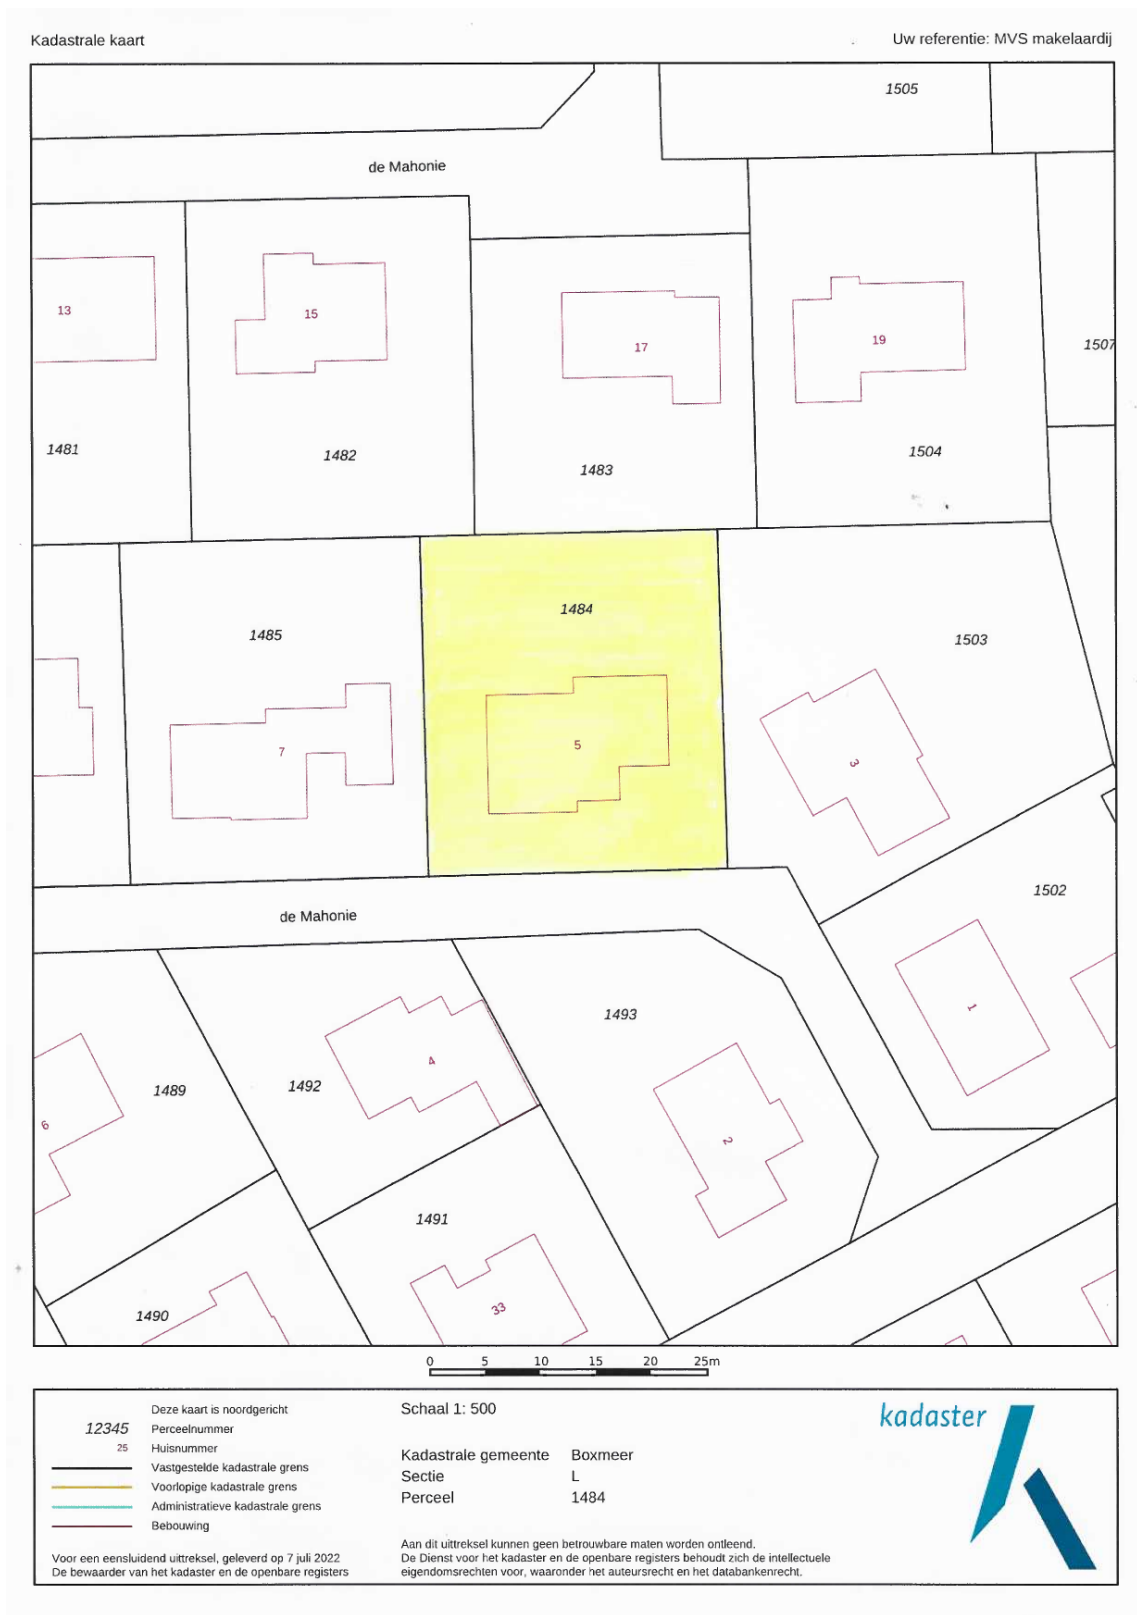 Kadastrale kaart
Uw referentie: MVS makelaardij
1505
de Mahonie
13
15
17
19
1507
1481
1482
1483
1504
1484
1485
1503
7
5
3
1502
de Mahonie
1493
1
4
1489
1492
6
2
1491
33
1490
0 5 10 15 20 25m
Deze kaart is noordgericht
12345 Perceelnummer
25 Huisnummer
Vastgestelde kadastrale grens
Voorlopige kadastrale grens
Administratieve kadastrale grens
Bebouwing
Voor een eensluidend uittreksel, geleverd op 7 juli 2022
De bewaarder van het kadaster en de openbare registers
Schaal 1: 500
Kadastrale gemeente Boxmeer
Sectie L
Perceel 1484
Aan dit uittreksel kunnen geen betrouwbare maten worden ontleend.
De Dienst voor het kadaster en de openbare registers behoudt zich de intellectuele
eigendomsrechten voor, waaronder het auteursrecht en het databankenrecht.
kadaster